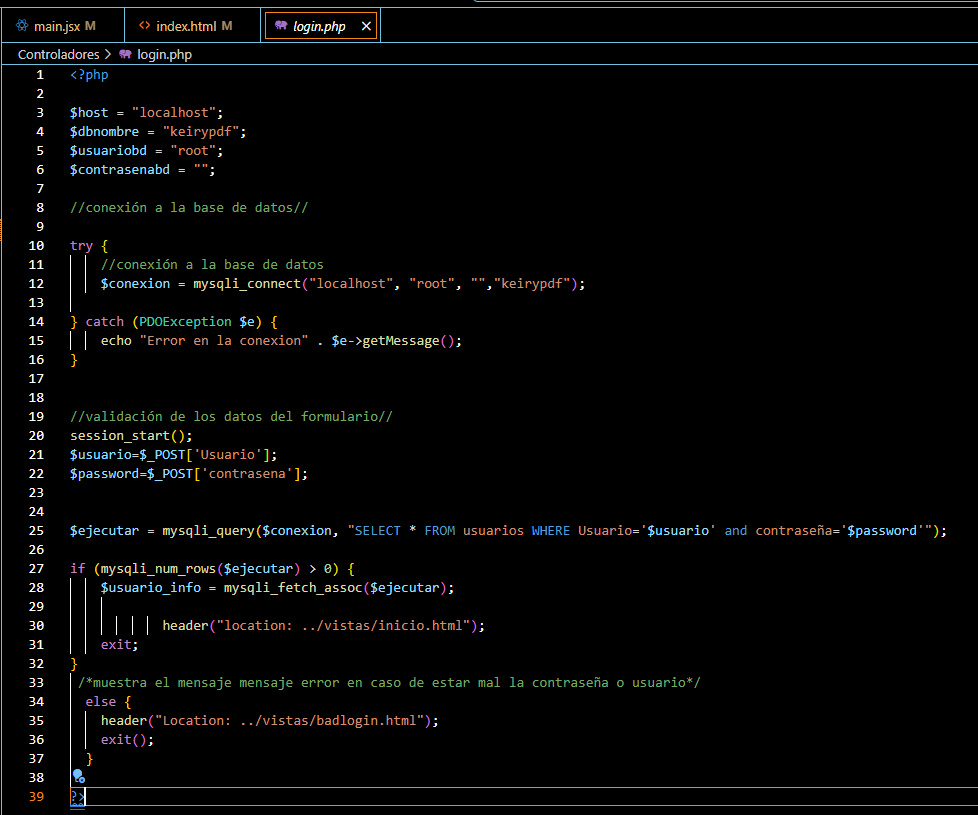 main.jsx M index.html M login.php
Controladores > login.php
1 <?php
2
3 $host = "localhost";
4 $dbnombre = "keirypdf";
5 $usuariobd = "root";
6 $contrasenabd = "";
7
8 //conexión a la base de datos//
9
10 try {
11 //conexión a la base de datos
12 $conexion = mysqli_connect("localhost", "root", "","keirypdf");
13
14 } catch (PDOException $e) {
15 echo "Error en la conexion" . $e->getMessage();
16 }
17
18
19 //validación de los datos del formulario//
20 session_start();
21 $usuario=$_POST['Usuario'];
22 $password=$_POST['contrasena'];
23
24
25 $ejecutar = mysqli_query($conexion, "SELECT * FROM usuarios WHERE Usuario='$usuario' and contraseña='$password'");
26
27 if (mysqli_num_rows($ejecutar) > 0) {
28 $usuario_info = mysqli_fetch_assoc($ejecutar);
29
30 header("location: ../vistas/inicio.html");
31 exit;
32 }
33 /*muestra el mensaje mensaje error en caso de estar mal la contraseña o usuario*/
34 else {
35 header("Location: ../vistas/badlogin.html");
36 exit();
37 }
38
39 ?>